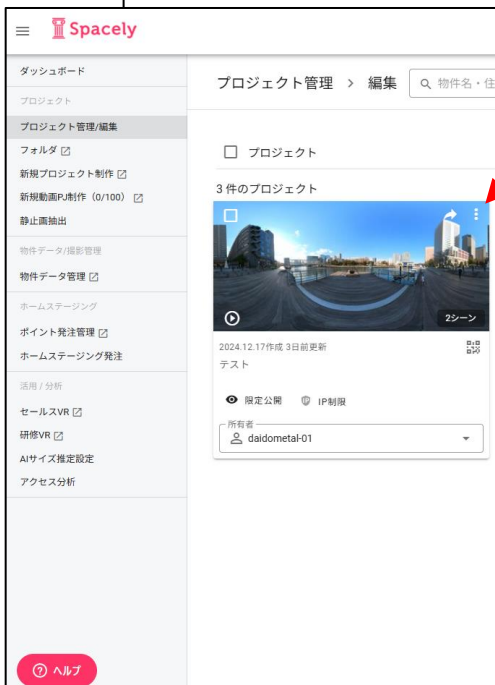 Spacely
ダッシュボード
プロジェクト
プロジェクト管理/編集
フォルダ
新規プロジェクト制作
新規動画PJ制作（0/100）
静止画抽出
物件データ/撮影管理
物件データ管理
ホームステージング
ポイント発注管理
ホームステージング発注
活用 / 分析
セールスVR
研修VR
AIサイズ推定設定
アクセス分析
ヘルプ
プロジェクト管理 > 編集
物件名・住
プロジェクト
3 件のプロジェクト
2シーン
2024.12.17作成 3日前更新
テスト
限定公開 IP制限
所有者
daidometal-01